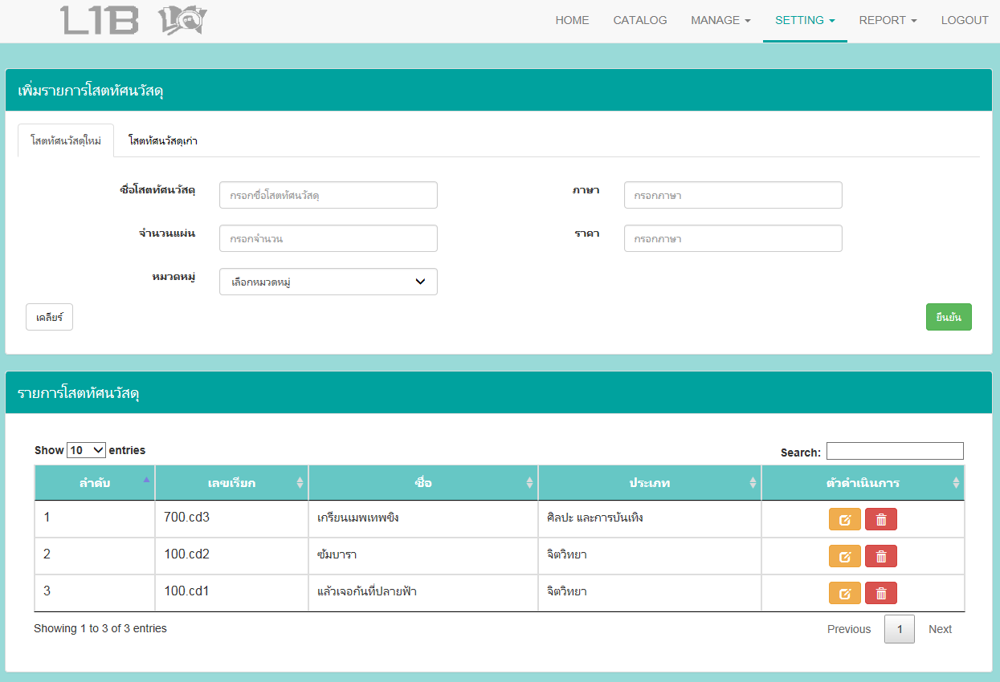 L1B
HOME CATALOG MANAGE SETTING REPORT LOGOUT
เพิ่มรายการโสตทัศนวัสดุ
โสตทัศนวัสดุใหม่ โสตทัศนวัสดุเก่า
ชื่อโสตทัศนวัสดุ กรอกชื่อโสตทัศนวัสดุ ภาษา กรอกภาษา
จำนวนแผ่น กรอกจำนวน ราคา กรอกภาษา
หมวดหมู่ เลือกหมวดหมู่
เคลียร์ ยืนยัน
รายการโสตทัศนวัสดุ
Show 10 entries Search:
ลำดับ เลขเรียก ชื่อ ประเภท ตัวดำเนินการ
1 700.cd3 เกรียนเมพเทพขิง ศิลปะ และการบันเทิง
2 100.cd2 ซัมบารา จิตวิทยา
3 100.cd1 แล้วเจอกันที่ปลายฟ้า จิตวิทยา
Showing 1 to 3 of 3 entries Previous 1 Next